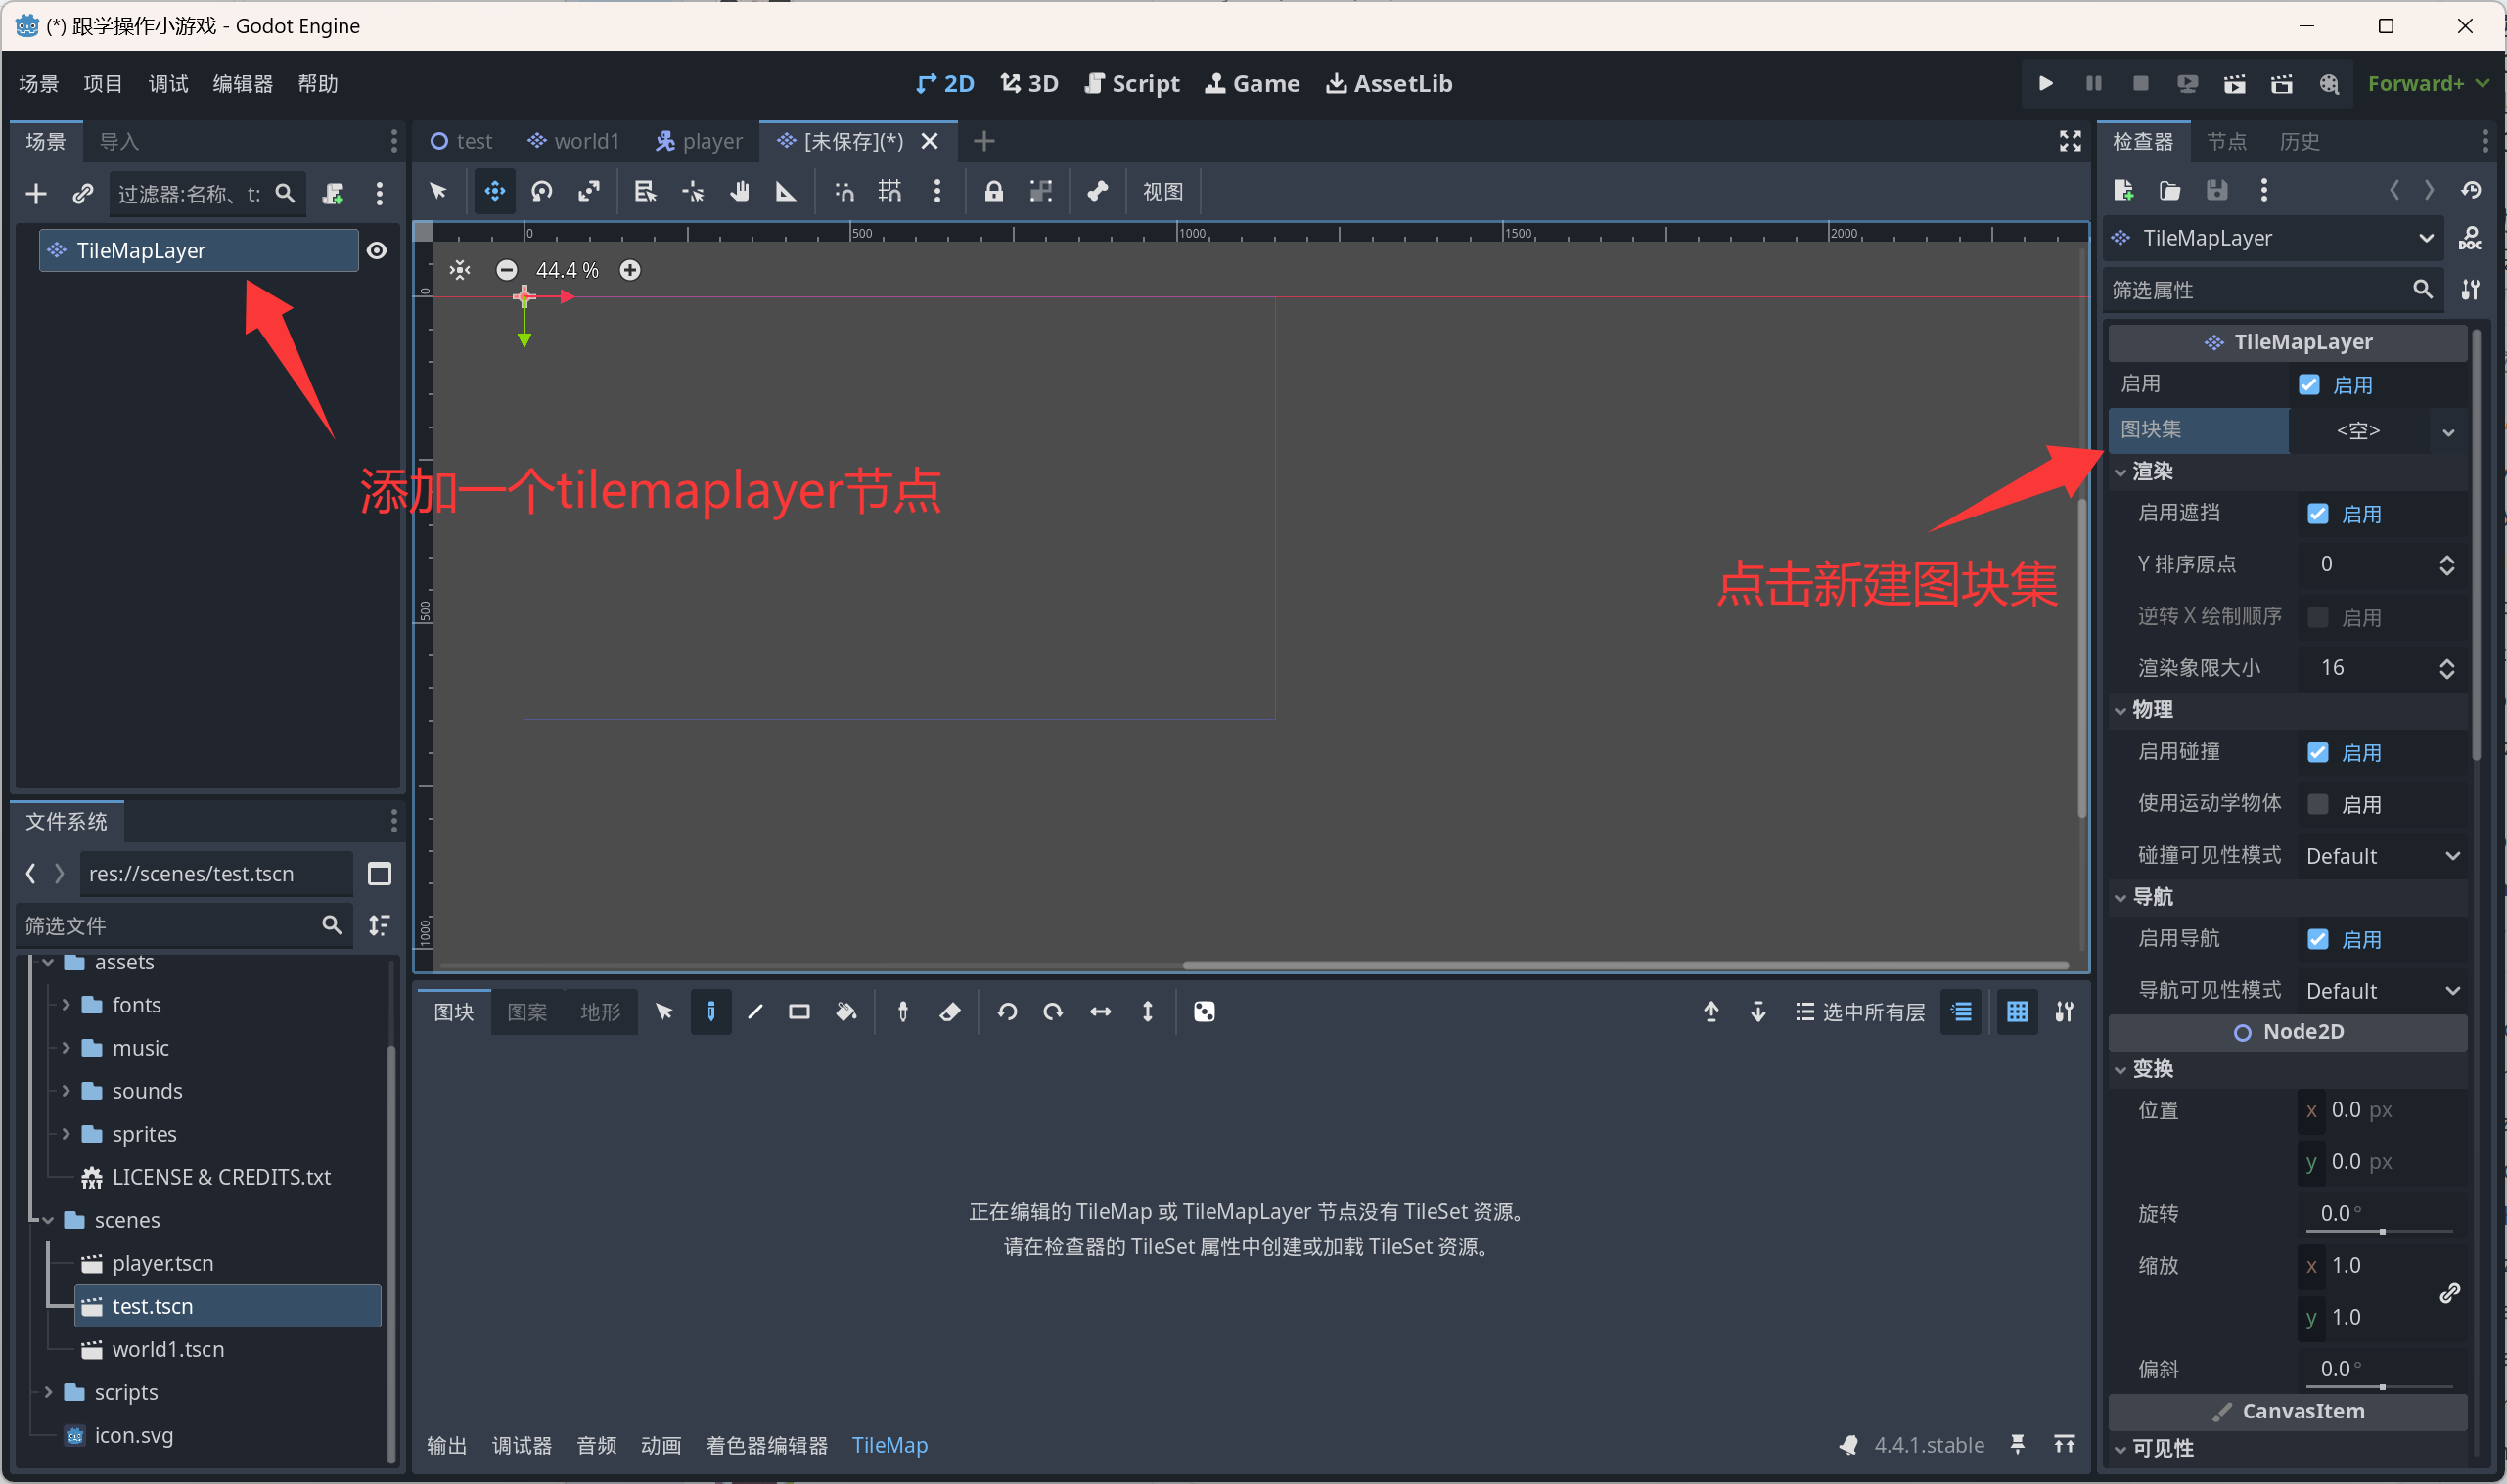 (*) 跟学操作小游戏 - Godot Engine
场景 项目 调试 编辑器 帮助
2D 3D Script Game AssetLib
Forward+
场景 导入
test world1 player [未保存](*)
检查器 节点 历史
过滤器:名称、t:
视图
TileMapLayer
TileMapLayer
0 500 1000 1500 2000
44.4 %
0
500
1000
筛选属性
TileMapLayer
启用 启用
图块集 <空>
添加一个tilemaplayer节点
点击新建图块集
渲染
启用遮挡 启用
Y 排序原点 0
逆转 X 绘制顺序 启用
渲染象限大小 16
物理
启用碰撞 启用
使用运动学物体 启用
碰撞可见性模式 Default
导航
启用导航 启用
导航可见性模式 Default
Node2D
变换
位置 x 0.0 px
y 0.0 px
旋转 0.0 °
缩放 x 1.0
y 1.0
偏斜 0.0 °
CanvasItem
可见性
文件系统
res://scenes/test.tscn
筛选文件
assets
fonts
music
sounds
sprites
LICENSE & CREDITS.txt
scenes
player.tscn
test.tscn
world1.tscn
scripts
icon.svg
图块 图案 地形
选中所有层
正在编辑的 TileMap 或 TileMapLayer 节点没有 TileSet 资源。
请在检查器的 TileSet 属性中创建或加载 TileSet 资源。
输出 调试器 音频 动画 着色器编辑器 TileMap
4.4.1.stable